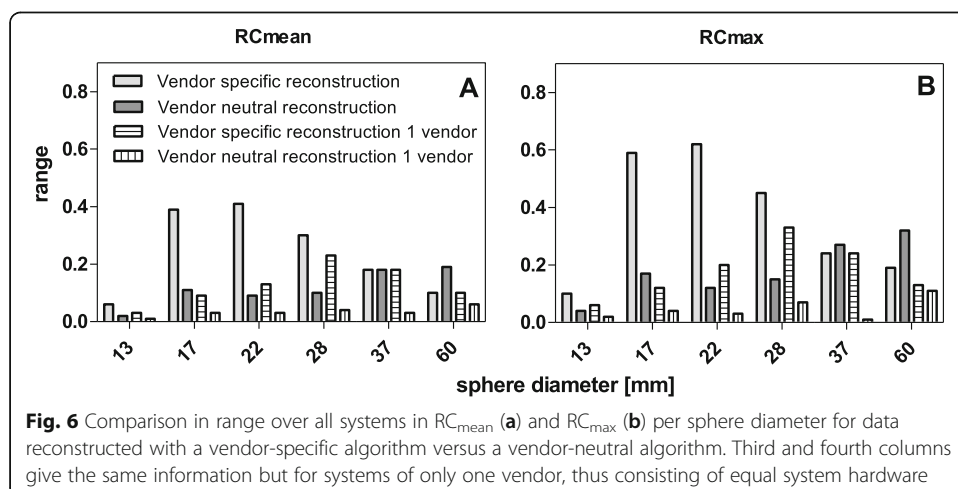 RCmean
RCmax
0.8
0.6
0.4
0.2
0.0
range
Vendor specific reconstruction
Vendor neutral reconstruction
Vendor specific reconstruction 1 vendor
Vendor neutral reconstruction 1 vendor
A
13
17
22
28
37
60
0.8
0.6
0.4
0.2
0.0
B
13
17
22
28
37
60
sphere diameter [mm]
Fig. 6 Comparison in range over all systems in RCmean (a) and RCmax (b) per sphere diameter for data
reconstructed with a vendor-specific algorithm versus a vendor-neutral algorithm. Third and fourth columns
give the same information but for systems of only one vendor, thus consisting of equal system hardware